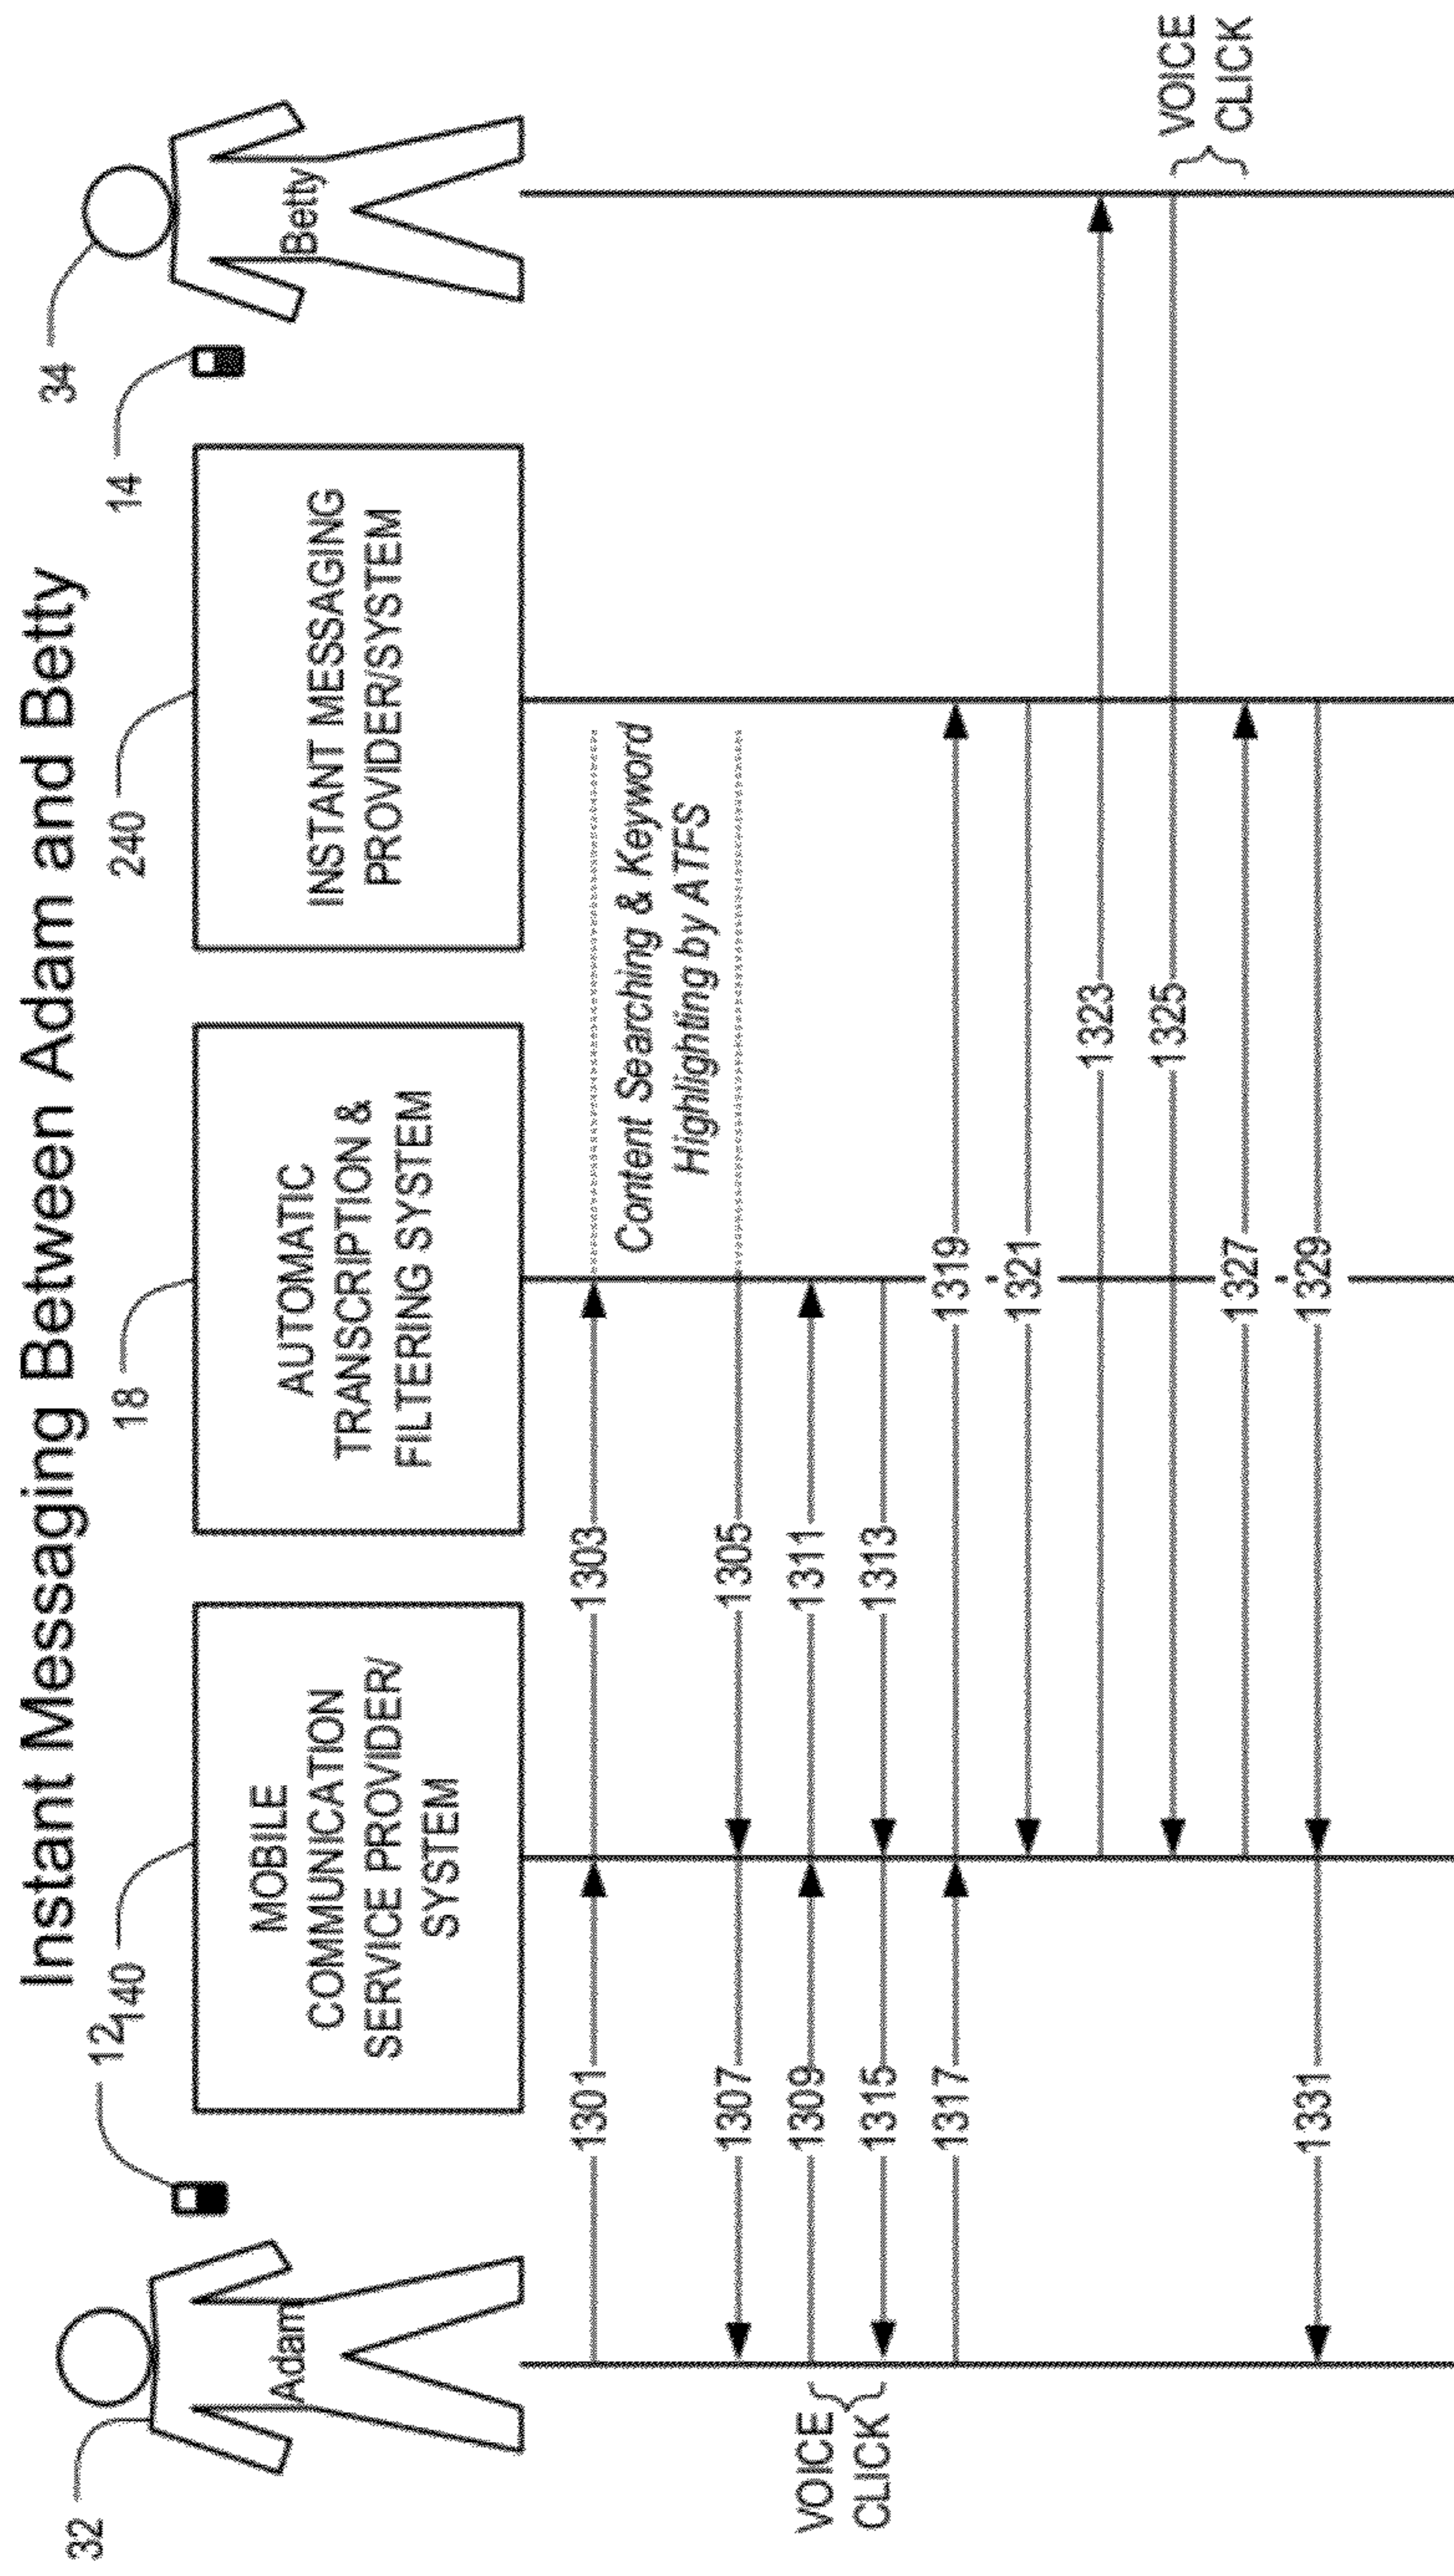 Instant Messaging Between Adam and Betty
32
12
140
18
240
14
34
Adam
MOBILE
COMMUNICATION
SERVICE PROVIDER/
SYSTEM
AUTOMATIC
TRANSCRIPTION &
FILTERING SYSTEM
INSTANT MESSAGING
PROVIDER/SYSTEM
Betty
1301
1303
Content Searching & Keyword
Highlighting by ATFS
1307
1305
VOICE
CLICK
1309
1311
1315
1313
1317
1319
1321
1323
1325
VOICE
CLICK
1327
1331
1329